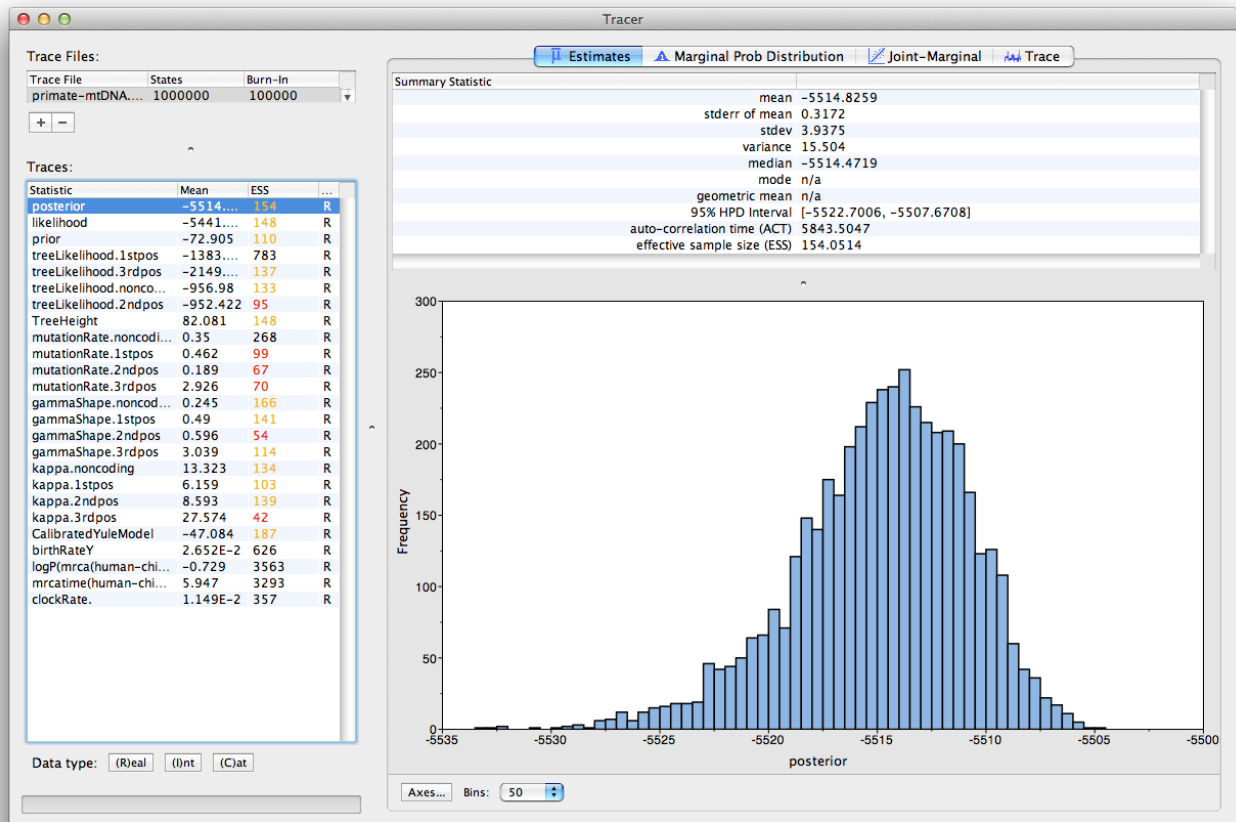 Tracer
Trace Files:
Trace File States Burn-In
primate-mtDNA.... 1000000 100000
+ −
Traces:
Statistic Mean ESS ...
posterior -5514.... 154 R
likelihood -5441.... 148 R
prior -72.905 110 R
treeLikelihood.1stpos -1383.... 783 R
treeLikelihood.3rdpos -2149.... 137 R
treeLikelihood.nonco... -956.98 133 R
treeLikelihood.2ndpos -952.422 95 R
TreeHeight 82.081 148 R
mutationRate.noncodi... 0.35 268 R
mutationRate.1stpos 0.462 99 R
mutationRate.2ndpos 0.189 67 R
mutationRate.3rdpos 2.926 70 R
gammaShape.noncod... 0.245 166 R
gammaShape.1stpos 0.49 141 R
gammaShape.2ndpos 0.596 54 R
gammaShape.3rdpos 3.039 114 R
kappa.noncoding 13.323 134 R
kappa.1stpos 6.159 103 R
kappa.2ndpos 8.593 139 R
kappa.3rdpos 27.574 42 R
CalibratedYuleModel -47.084 187 R
birthRateY 2.652E-2 626 R
logP(mrca(human-chi... -0.729 3563 R
mrcatime(human-chi... 5.947 3293 R
clockRate. 1.149E-2 357 R
Data type: (R)eal (I)nt (C)at
Estimates Marginal Prob Distribution Joint-Marginal Trace
Summary Statistic
mean -5514.8259
stderr of mean 0.3172
stdev 3.9375
variance 15.504
median -5514.4719
mode n/a
geometric mean n/a
95% HPD Interval [-5522.7006, -5507.6708]
auto-correlation time (ACT) 5843.5047
effective sample size (ESS) 154.0514
300
250
200
150
100
50
0
Frequency
-5535 -5530 -5525 -5520 -5515 -5510 -5505 -5500
posterior
Axes... Bins: 50